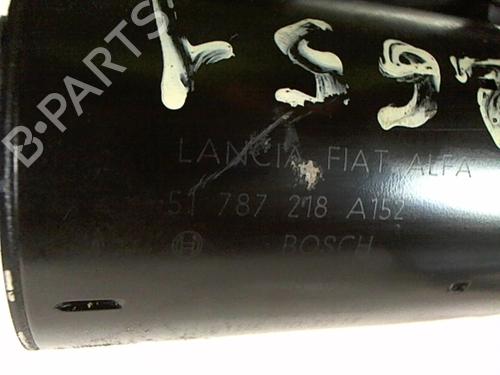 B-PARTS
LANCIA FIAT ALFA
51 787 218 A152
BOSCH